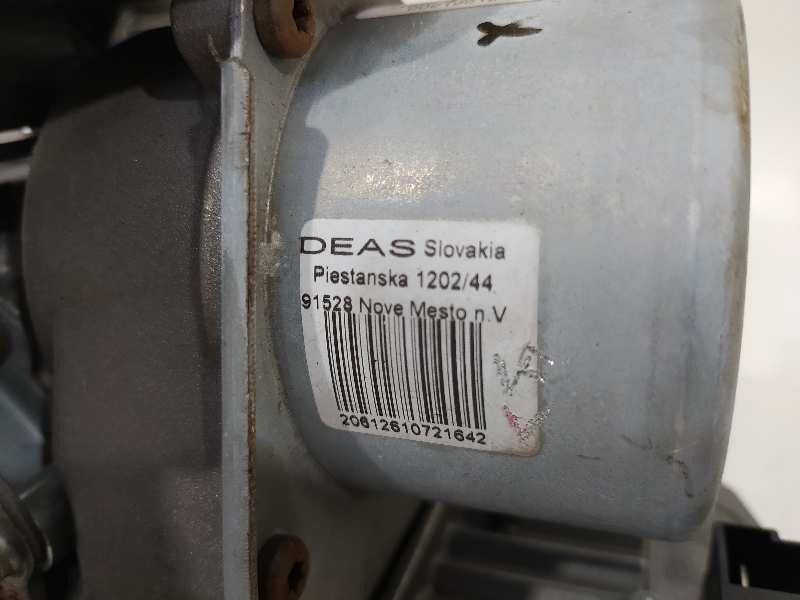 DEAS Slovakia
Piestanska 1202/44
91528 Nove Mesto n.V
20612610721642